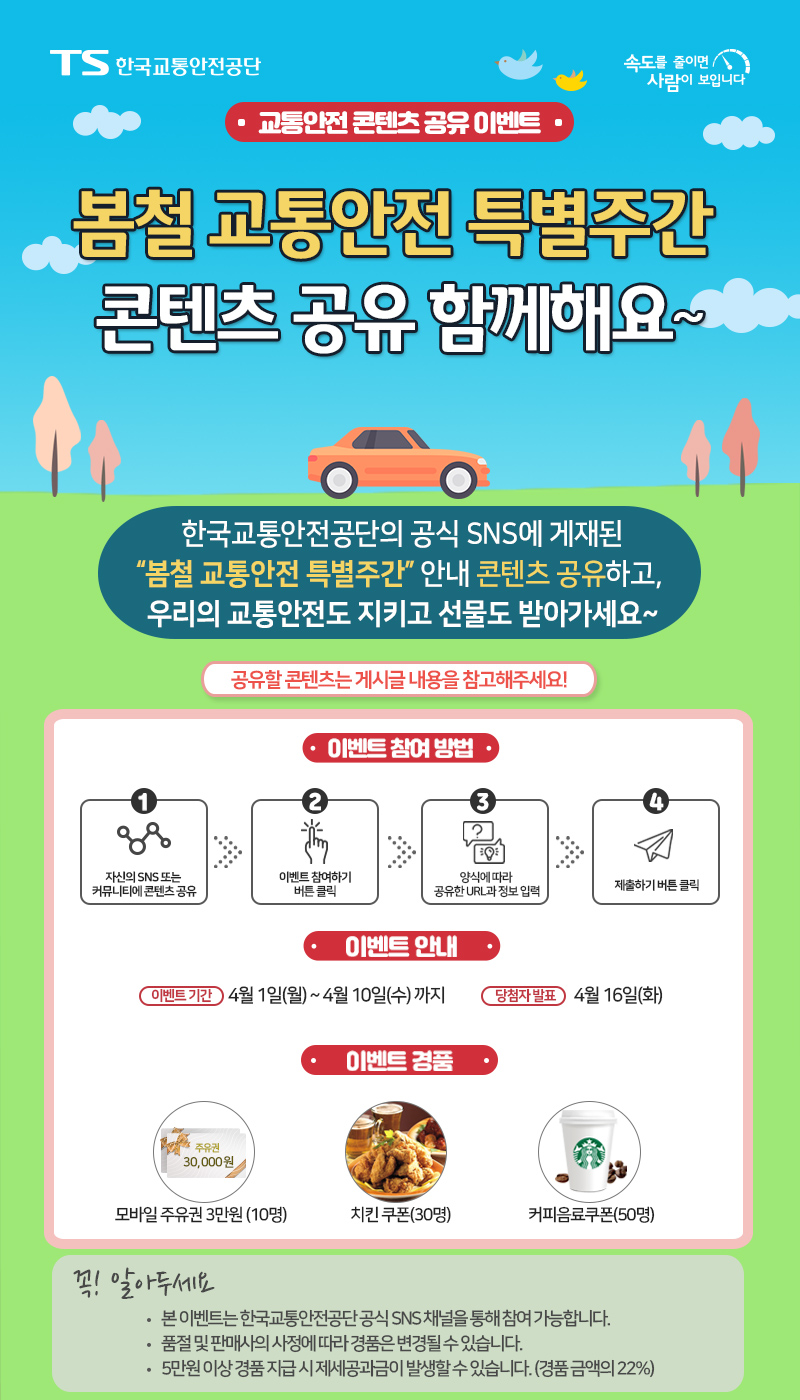 TS 한국교통안전공단
속도를 줄이면
사람이 보입니다
교통안전 콘텐츠 공유 이벤트
봄철 교통안전 특별주간
콘텐츠 공유 함께해요~
한국교통안전공단의 공식 SNS에 게재된
“봄철 교통안전 특별주간” 안내 콘텐츠 공유하고,
우리의 교통안전도 지키고 선물도 받아가세요~
공유할 콘텐츠는 게시글 내용을 참고해주세요!
이벤트 참여 방법
1
자신의 SNS 또는
커뮤니티에 콘텐츠 공유
2
이벤트 참여하기
버튼 클릭
3
양식에 따라
공유한 URL과 정보 입력
4
제출하기 버튼 클릭
이벤트 안내
이벤트 기간 4월 1일(월) ~ 4월 10일(수) 까지 당첨자 발표 4월 16일(화)
이벤트 경품
주유권
30,000원
모바일 주유권 3만원 (10명)
치킨 쿠폰(30명)
커피음료쿠폰(50명)
꼭! 알아두세요
• 본 이벤트는 한국교통안전공단 공식 SNS 채널을 통해 참여 가능합니다.
• 품절 및 판매사의 사정에 따라 경품은 변경될 수 있습니다.
• 5만원 이상 경품 지급 시 제세공과금이 발생할 수 있습니다. (경품 금액의 22%)